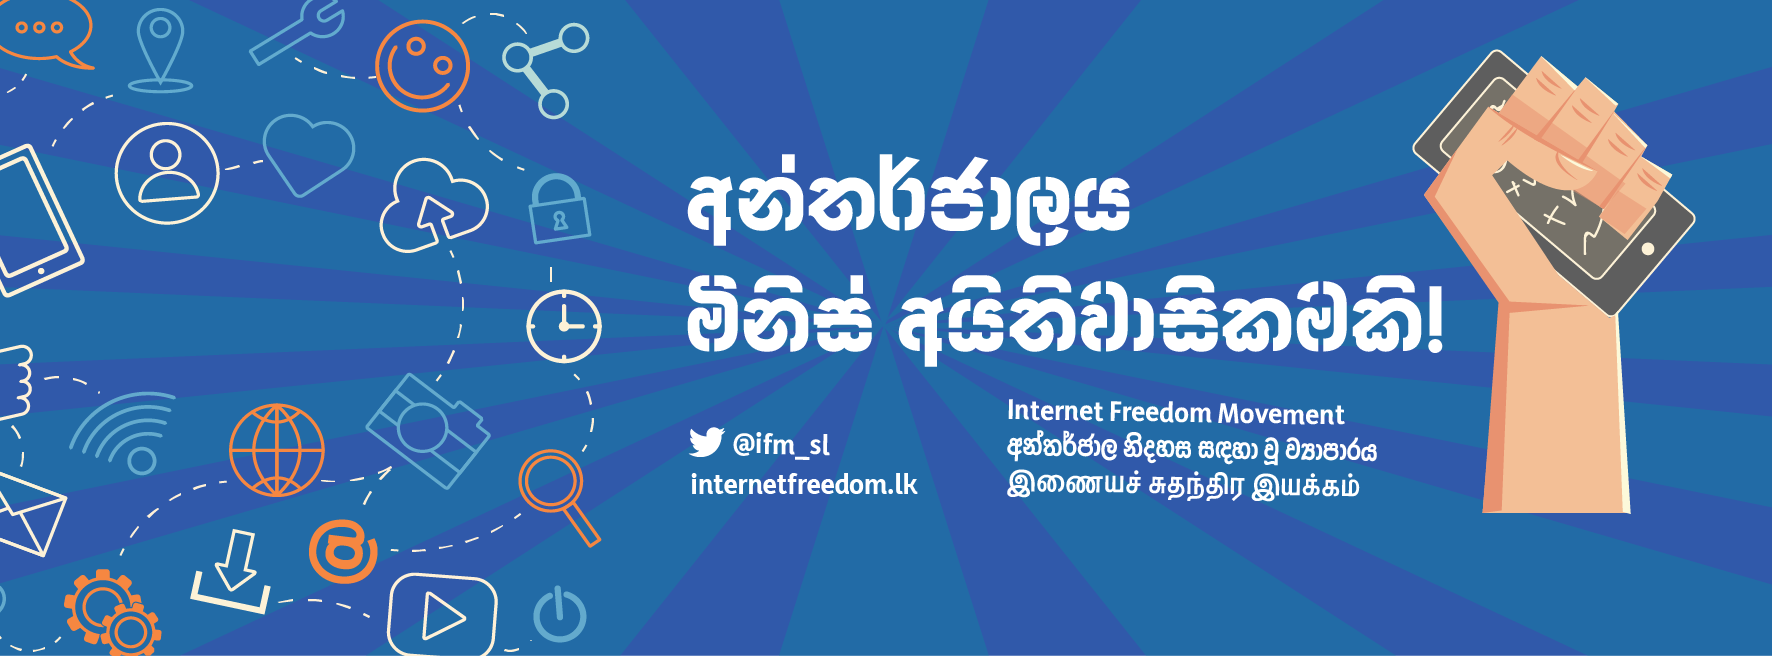 අන්තර්ජාලය
මිනිස් අයිතිවාසිකමකි!
@ifm_sl
internetfreedom.lk
Internet Freedom Movement
අන්තර්ජාල නිදහස සඳහා වූ ව්‍යාපාරය
இணையச் சுதந்திர இயக்கம்